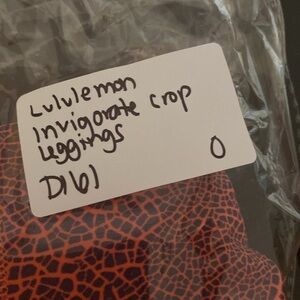 Lululemon
Invigorate crop
Leggings
D161 0